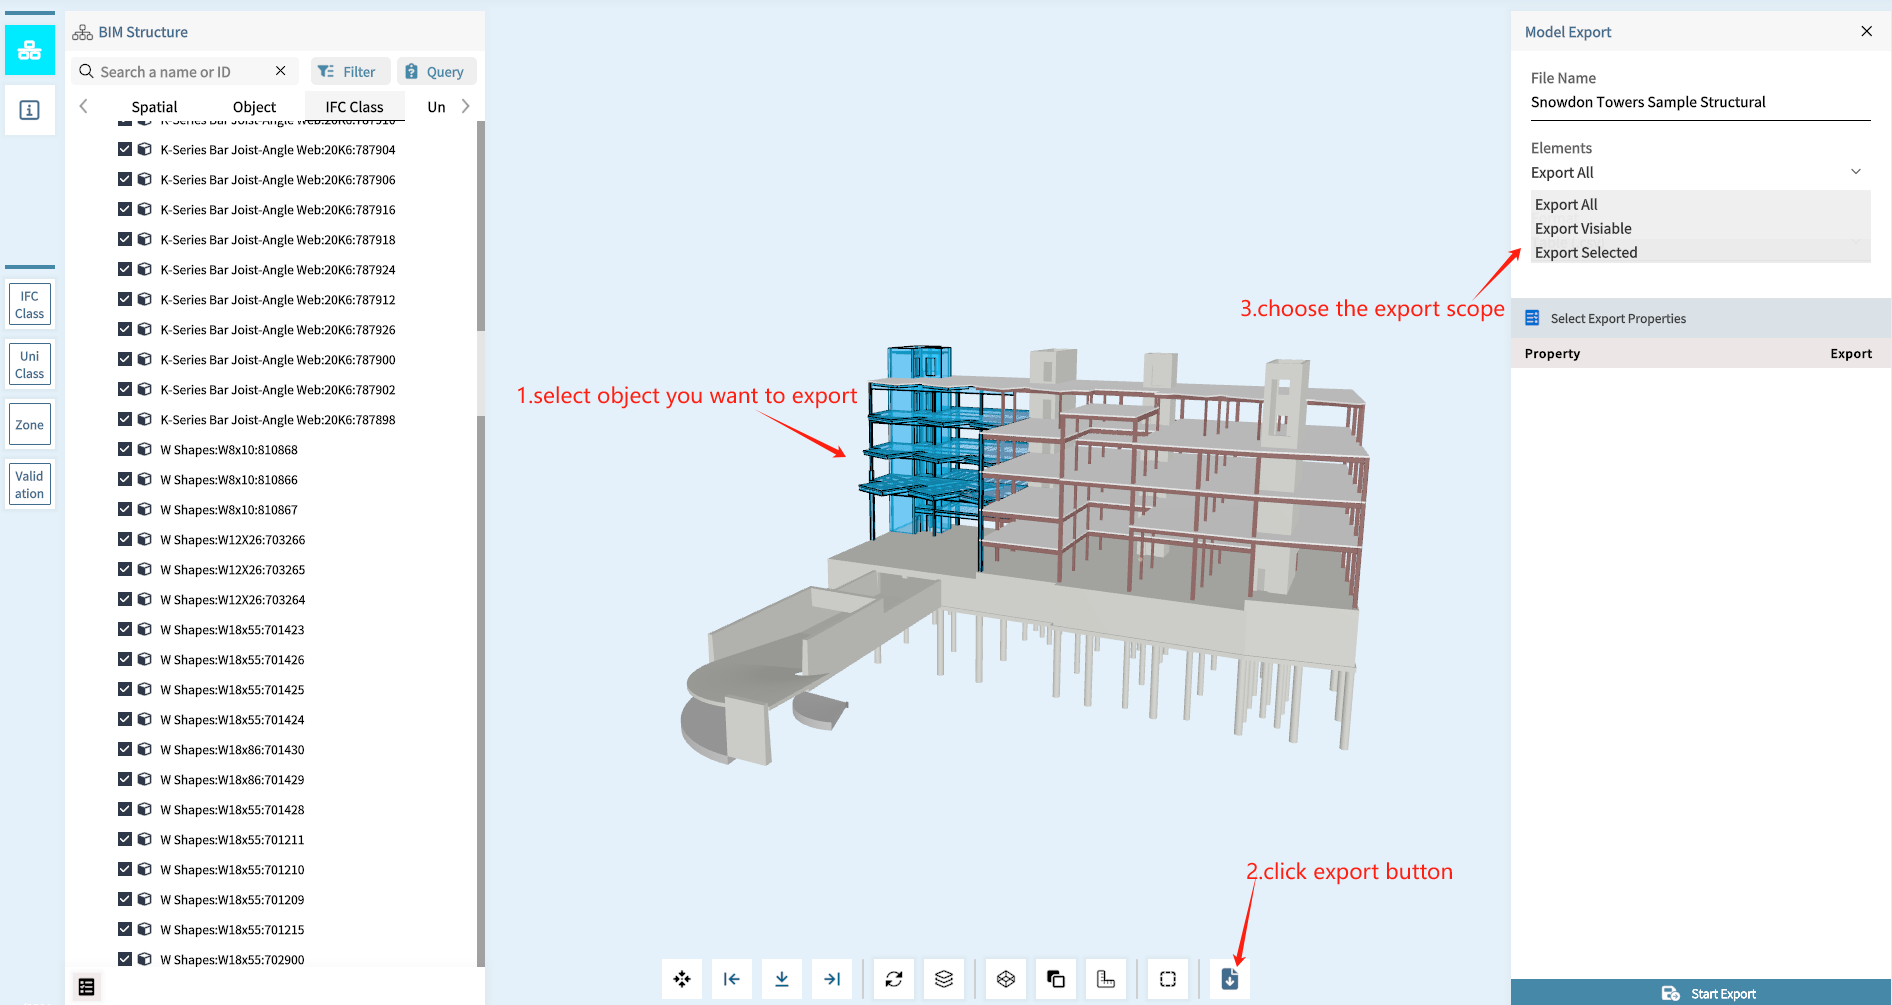 BIM Structure
Search a name or ID
Filter
Query
Spatial
Object
IFC Class
Un
K-Series Bar Joist-Angle Web:20K6:787910
K-Series Bar Joist-Angle Web:20K6:787904
K-Series Bar Joist-Angle Web:20K6:787906
K-Series Bar Joist-Angle Web:20K6:787916
K-Series Bar Joist-Angle Web:20K6:787918
K-Series Bar Joist-Angle Web:20K6:787924
K-Series Bar Joist-Angle Web:20K6:787912
K-Series Bar Joist-Angle Web:20K6:787926
K-Series Bar Joist-Angle Web:20K6:787900
K-Series Bar Joist-Angle Web:20K6:787902
K-Series Bar Joist-Angle Web:20K6:787898
W Shapes:W8x10:810868
W Shapes:W8x10:810866
W Shapes:W8x10:810867
W Shapes:W12X26:703266
W Shapes:W12X26:703265
W Shapes:W12X26:703264
W Shapes:W18x55:701423
W Shapes:W18x55:701426
W Shapes:W18x55:701425
W Shapes:W18x55:701424
W Shapes:W18x86:701430
W Shapes:W18x86:701429
W Shapes:W18x55:701428
W Shapes:W18x55:701211
W Shapes:W18x55:701210
W Shapes:W18x55:701209
W Shapes:W18x55:701215
W Shapes:W18x55:702900
IFC
Class
Uni
Class
Zone
Valid
ation
1.select object you want to export
2.click export button
3.choose the export scope
Model Export
File Name
Snowdon Towers Sample Structural
Elements
Export All
Export All
Export Visiable
Export Selected
Select Export Properties
Property
Export
Start Export